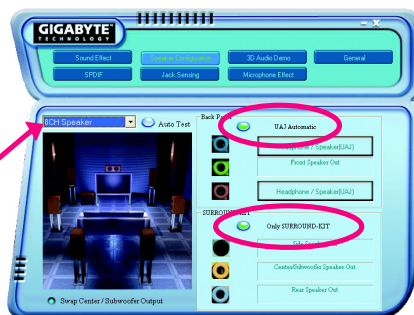 GIGABYTE
TECHNOLOGY
Sound Effect
Speaker Configuration
3D Audio Demo
General
SPDIF
Jack Sensing
Microphone Effect
8CH Speaker
Auto Test
Back Panel
UAJ Automatic
Headphone / Speaker(UAJ)
Front Speaker Out
Headphone / Speaker(UAJ)
SURROUND-KIT
Only SURROUND-KIT
Side Speaker Out
Center/Subwoofer Speaker Out
Rear Speaker Out
Swap Center / Subwoofer Output